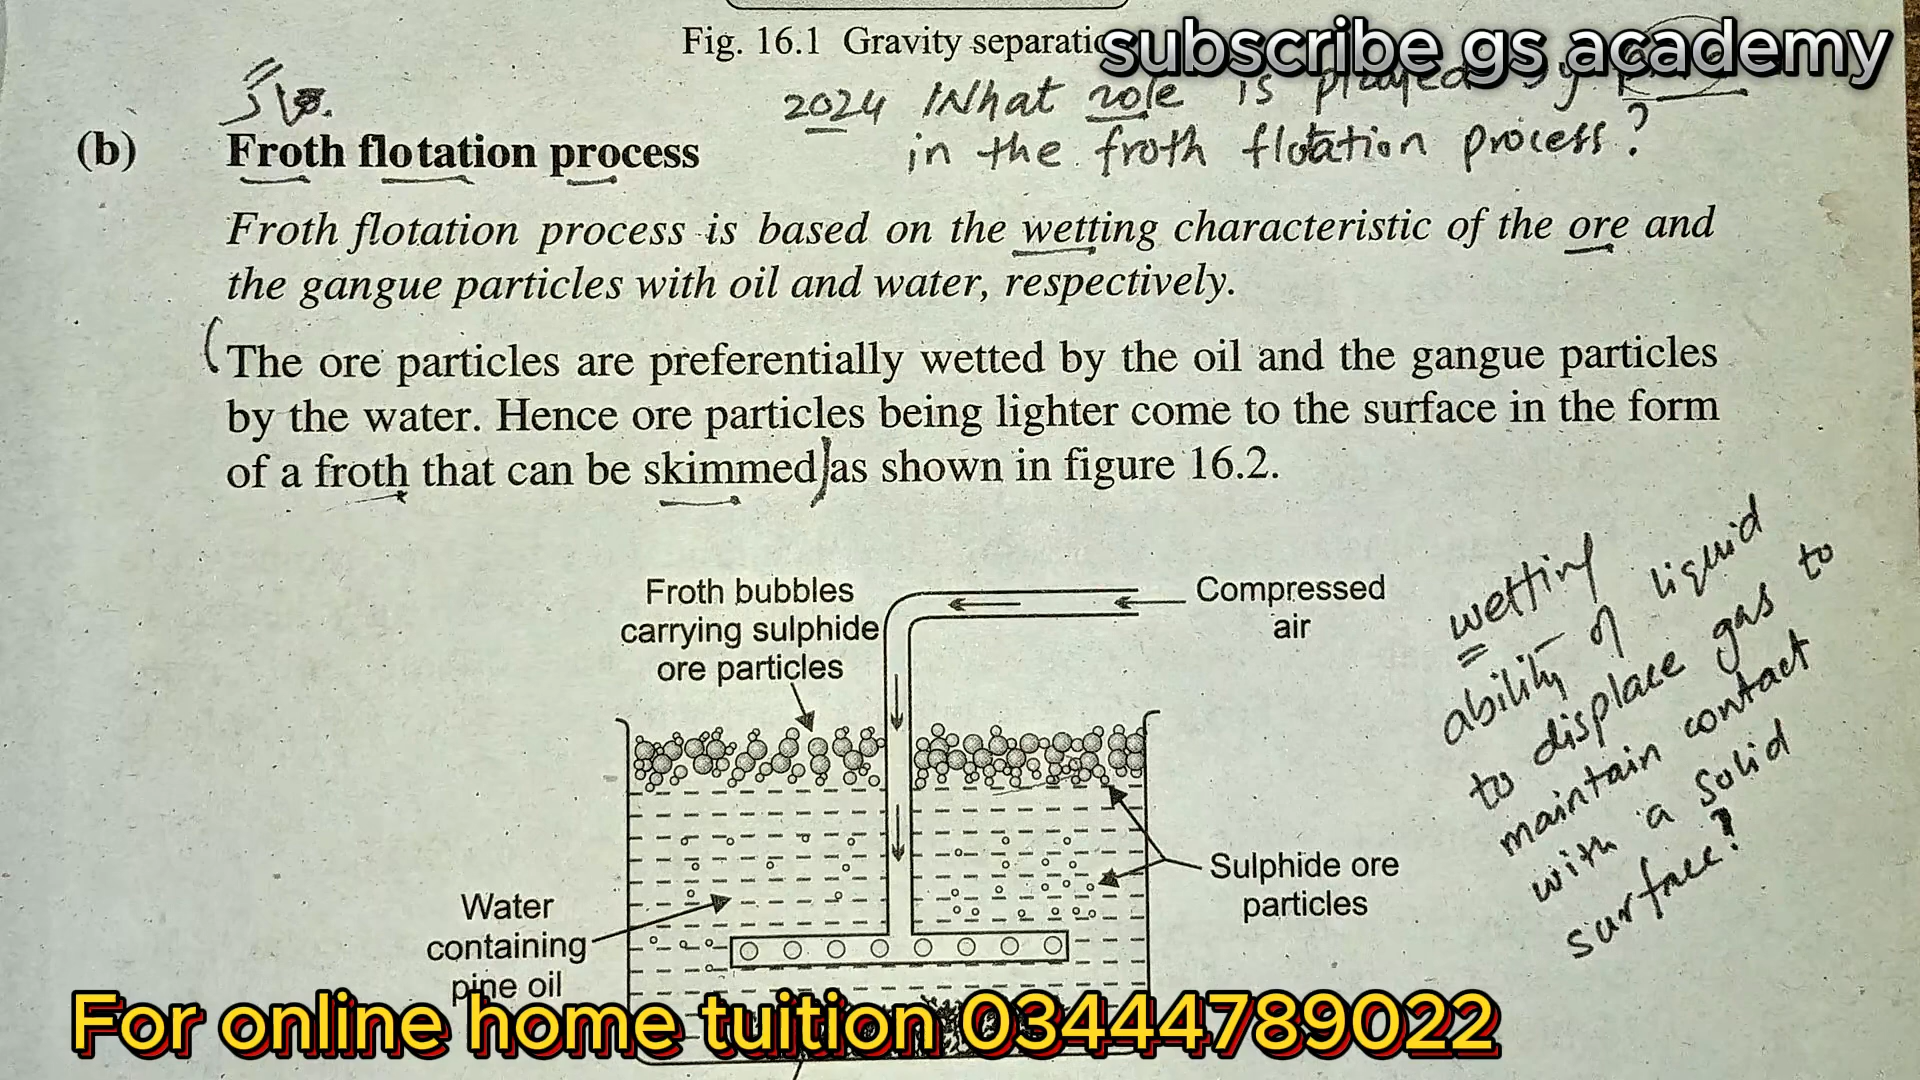 Fig. 16.1 Gravity separatio
subscribe gs academy
2024 What role is played by
in the froth flotation process?
(b) Froth flotation process
Froth flotation process is based on the wetting characteristic of the ore and
the gangue particles with oil and water, respectively.
The ore particles are preferentially wetted by the oil and the gangue particles
by the water. Hence ore particles being lighter come to the surface in the form
of a froth that can be skimmed as shown in figure 16.2.
Froth bubbles
carrying sulphide
ore particles
Compressed
air
wetting
ability of liquid
to displace gas to
maintain contact
with a solid
surface?
Sulphide ore
particles
Water
containing
pine oil
For online home tuition 03444789022